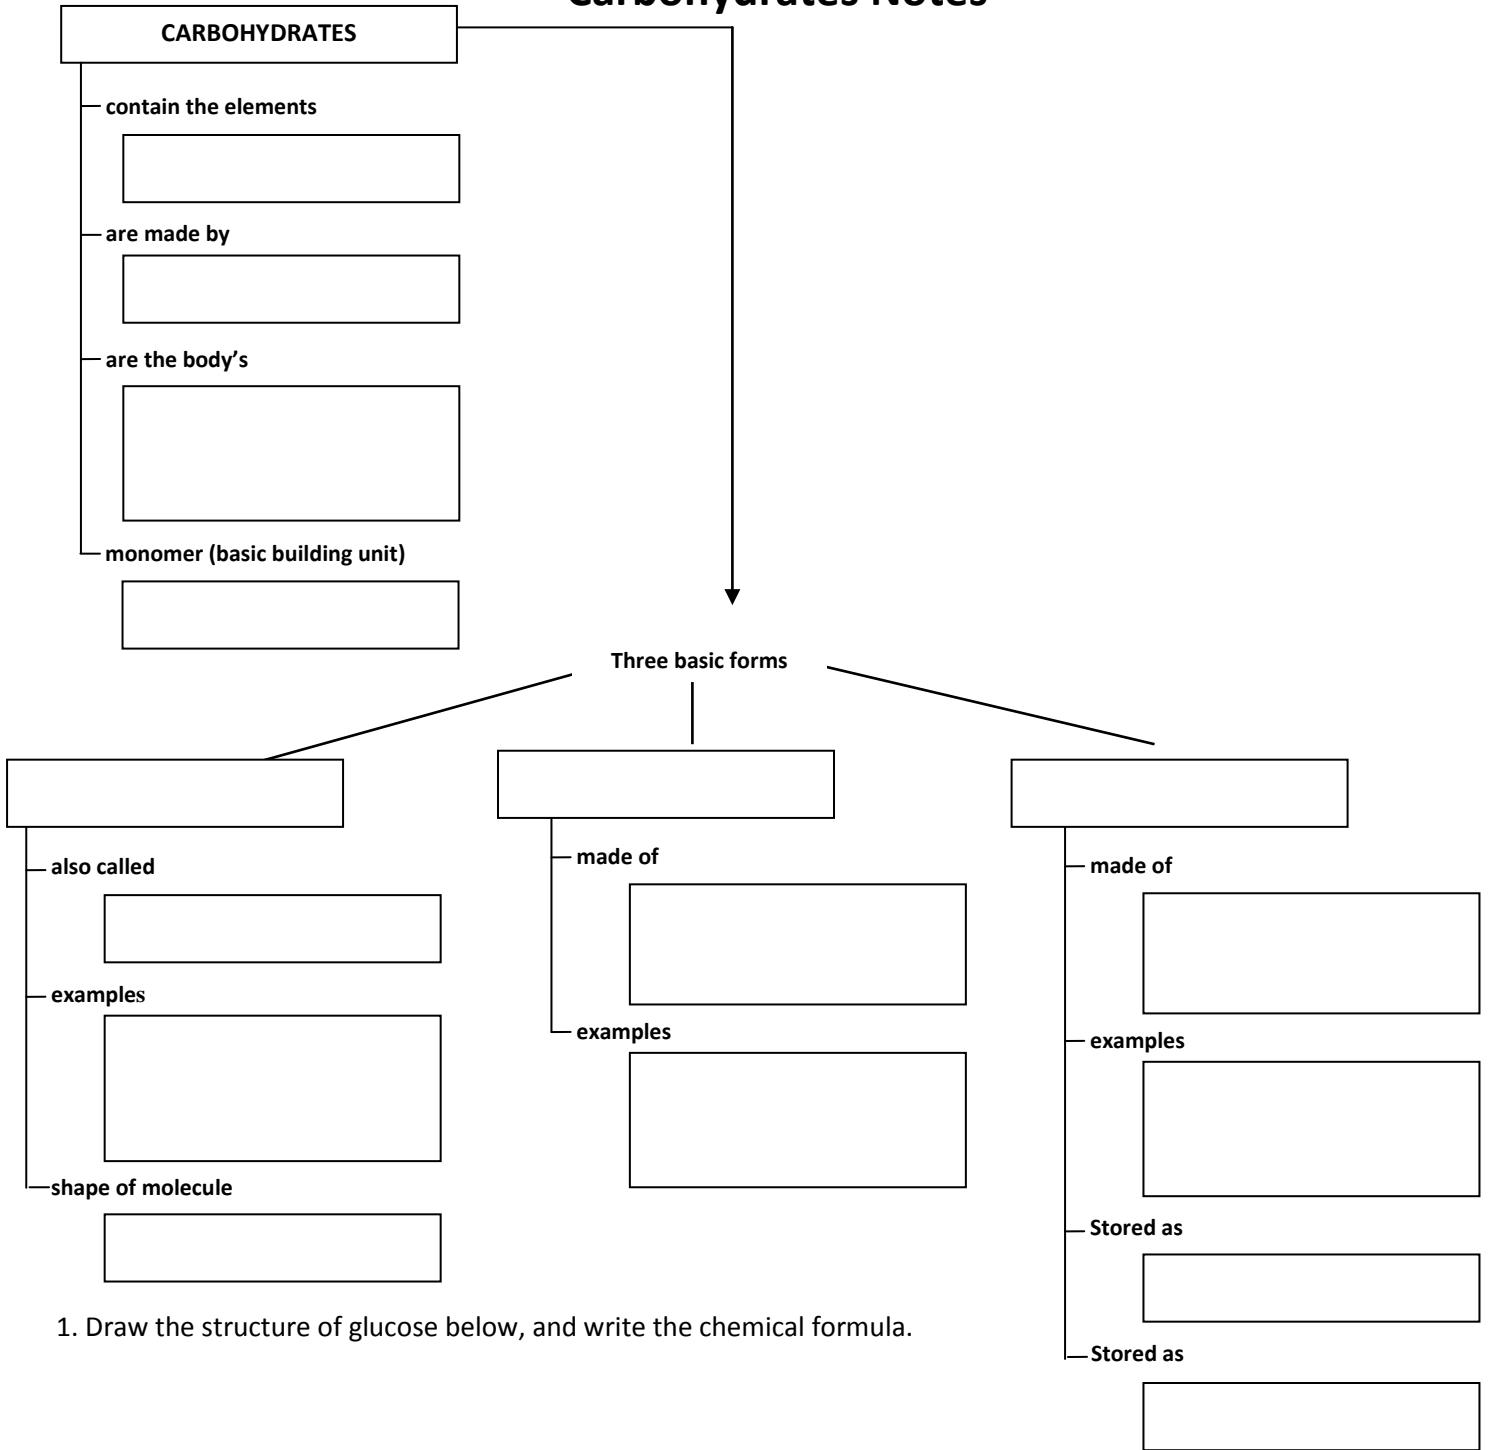 Carbohydrates Notes
CARBOHYDRATES
contain the elements
are made by
are the body’s
monomer (basic building unit)
Three basic forms
also called
examples
shape of molecule
made of
examples
made of
examples
Stored as
Stored as
1. Draw the structure of glucose below, and write the chemical formula.